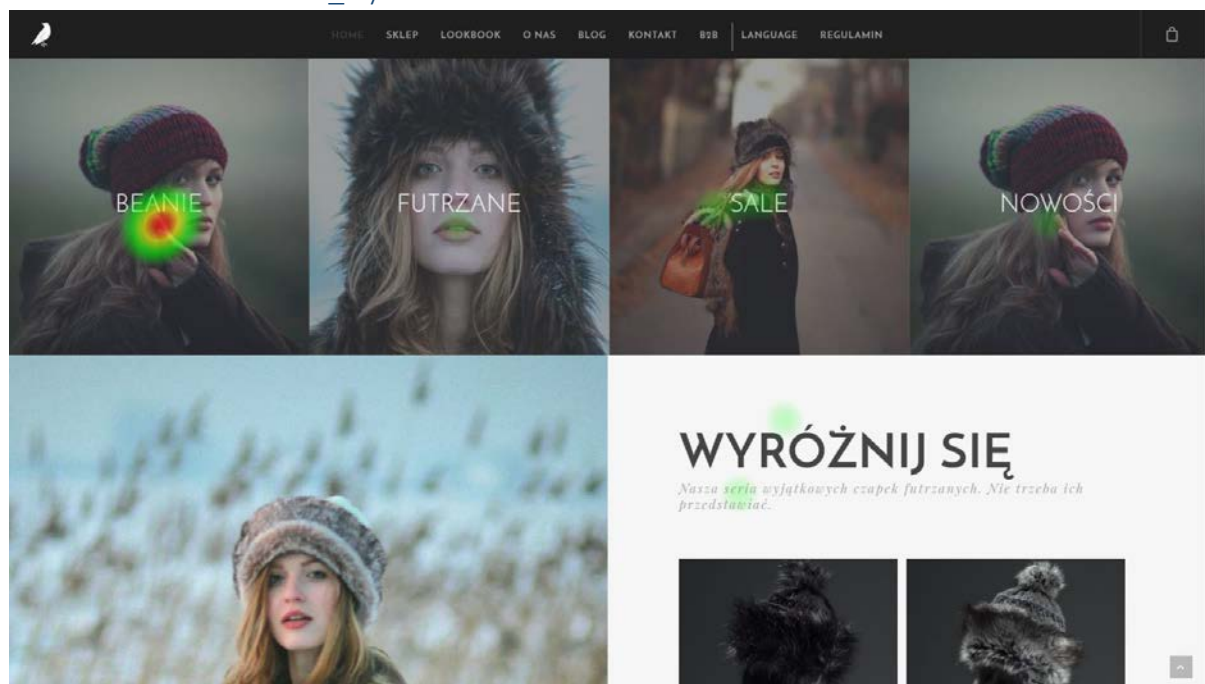 HOME SKLEP LOOKBOOK O NAS BLOG KONTAKT B2B LANGUAGE REGULAMIN
BEANIE FUTRZANE SALE NOWOŚCI
WYRÓŻNIJ SIĘ
Nasza seria wyjątkowych czapek futrzanych. Nie trzeba ich
przedstawiać.